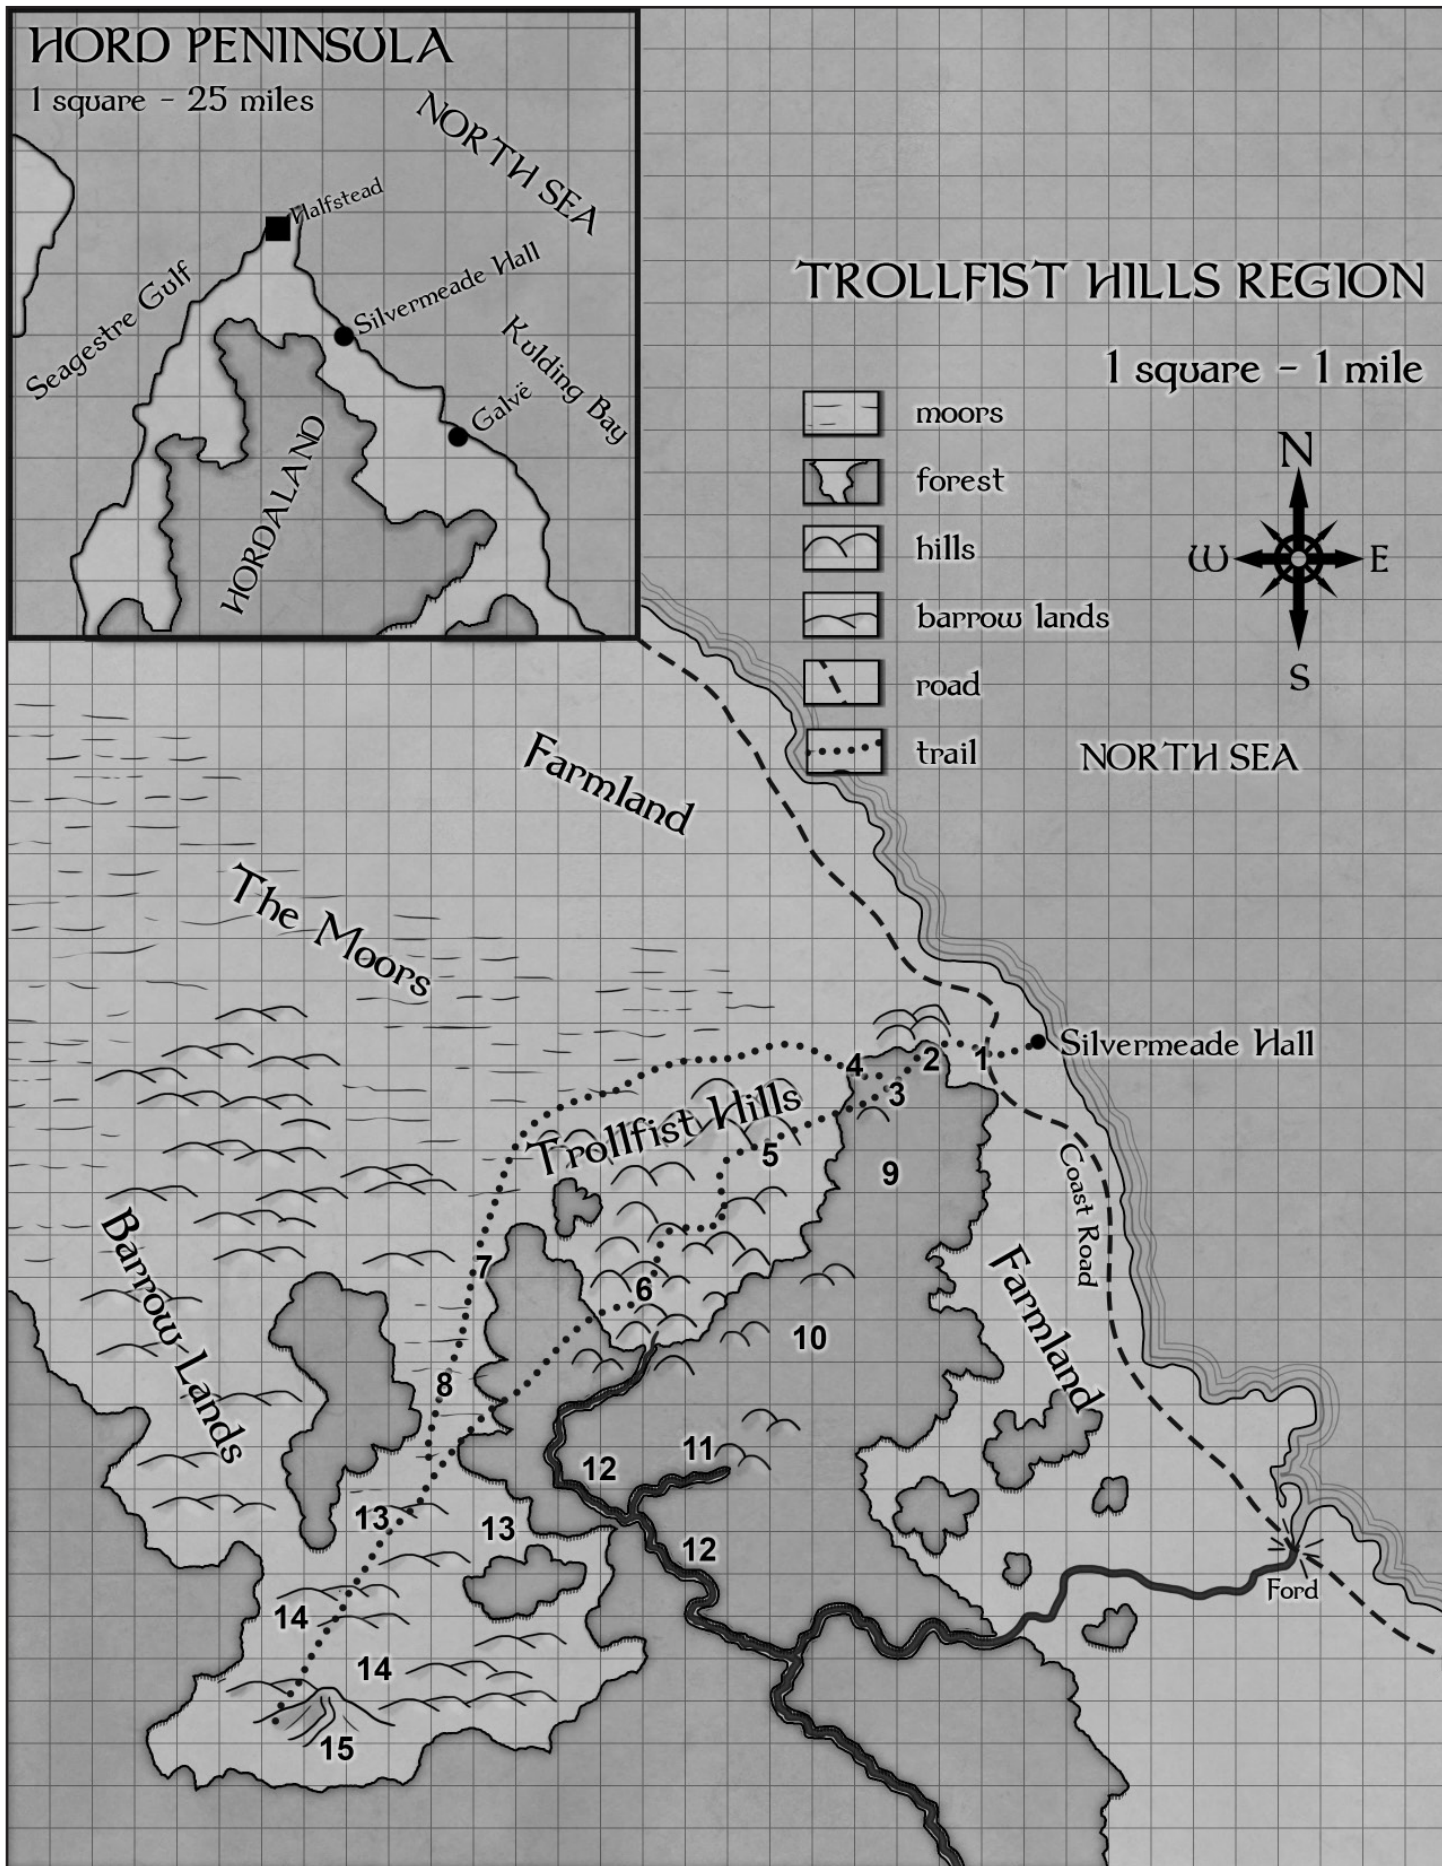 HORD PENINSULA
1 square - 25 miles
NORTH SEA
Halfstead
Seagestre Gulf
Silvermeade Hall
Kulding Bay
Galvë
HORDALAND
TROLLFIST HILLS REGION
1 square - 1 mile
moors
forest
hills
barrow lands
road
trail
N
W
E
S
NORTH SEA
Farmland
The Moors
Silvermeade Hall
1
2
3
4
Trollfist Hills
5
9
Coast Road
Barrow-Lands
Farmland
7
6
10
8
11
12
13
13
12
Ford
14
14
15